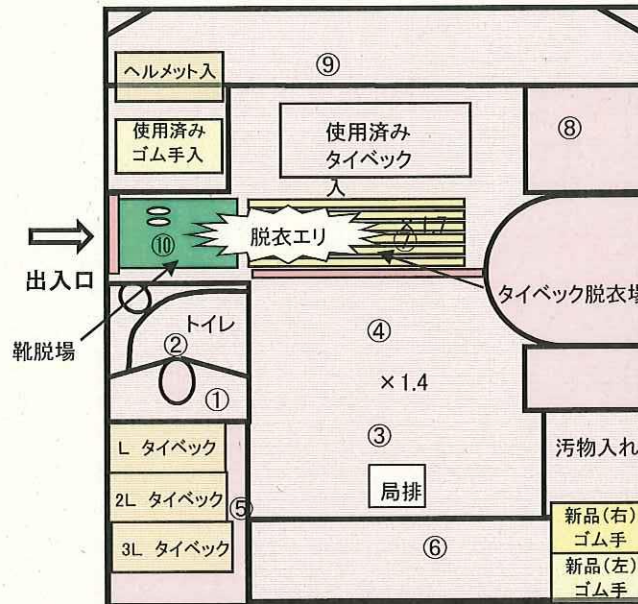 ⑨
ヘルメット入
使用済み
ゴム手入
使用済み
タイベック
入
⑧
× 1.7
⑦
脱衣エリ
⑩
出入口
タイベック脱衣場
靴脱場
トイレ
②
①
④
× 1.4
③
局排
L タイベック
2L タイベック
3L タイベック
⑤
⑥
汚物入れ
新品(右)
ゴム手
新品(左)
ゴム手